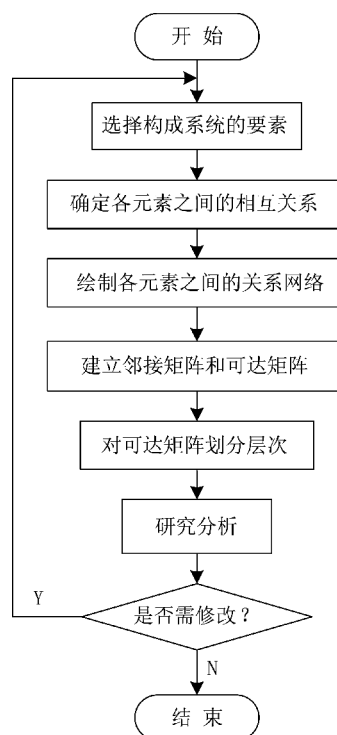 开 始
选择构成系统的要素
确定各元素之间的相互关系
绘制各元素之间的关系网络
建立邻接矩阵和可达矩阵
对可达矩阵划分层次
研究分析
Y
是否需修改？
N
结 束